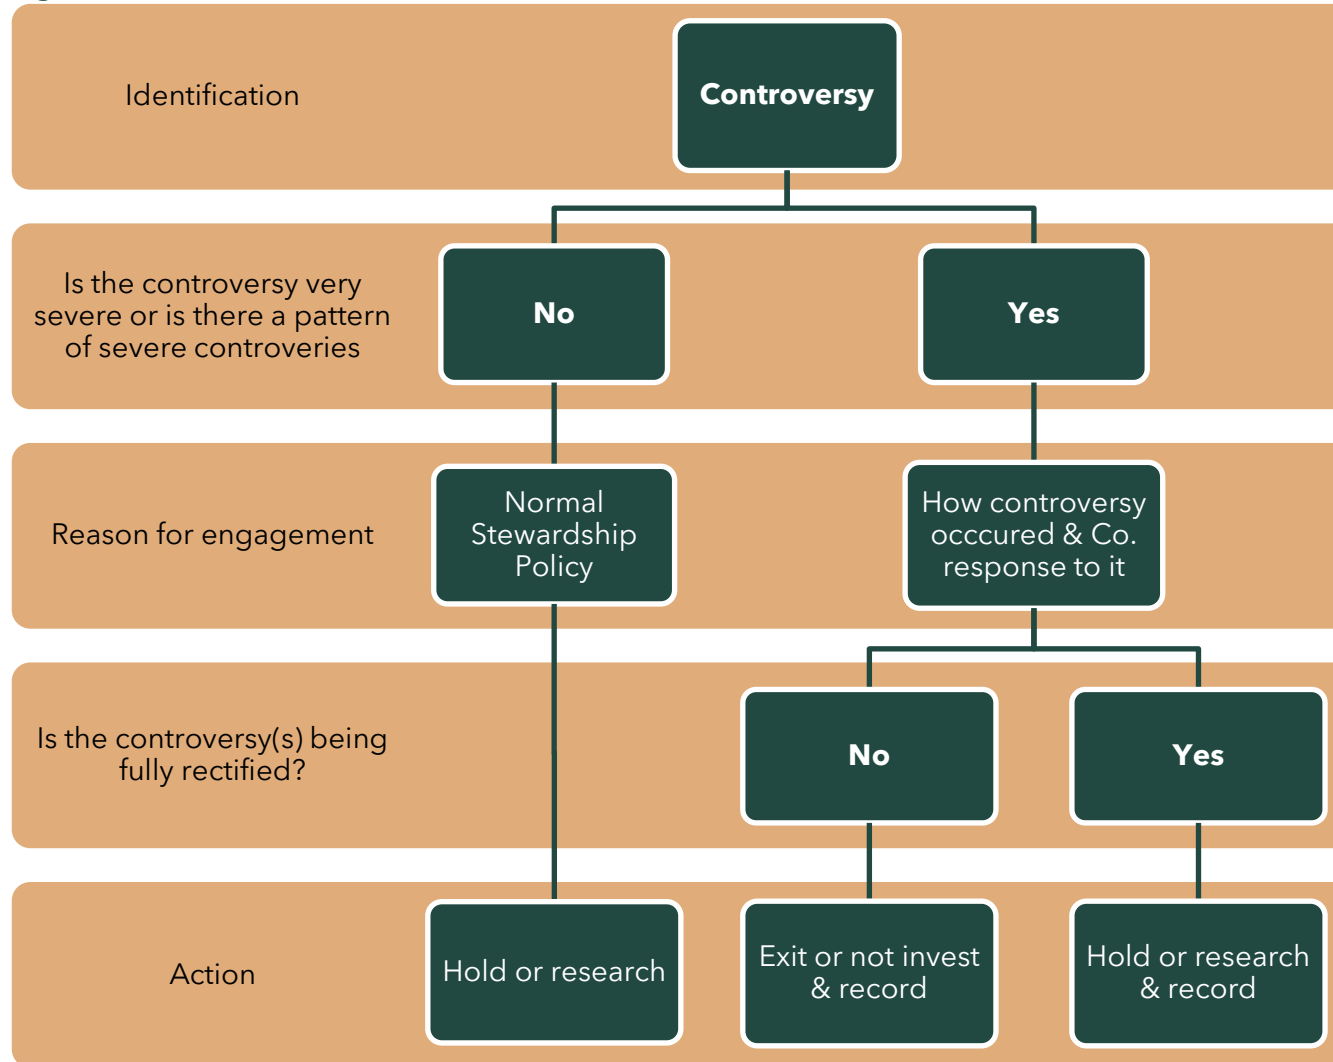 Identification
Controversy
Is the controversy very
severe or is there a pattern
of severe controveries
No
Yes
Reason for engagement
Normal
Stewardship
Policy
How controversy
occcured & Co.
response to it
Is the controversy(s) being
fully rectified?
No
Yes
Action
Hold or research
Exit or not invest
& record
Hold or research
& record